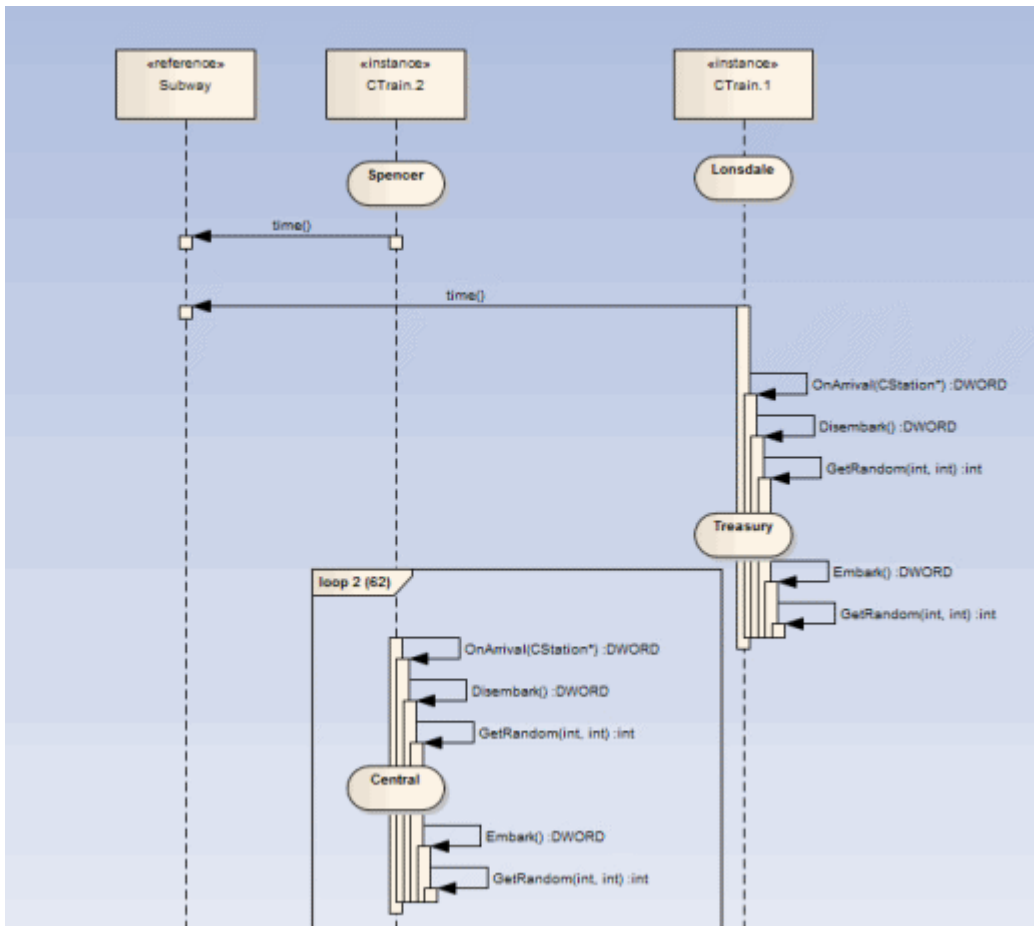 «reference»
Subway
«instance»
CTrain.2
«instance»
CTrain.1
Spencer
Lonsdale
time()
time()
OnArrival(CStation*) :DWORD
Disembark() :DWORD
GetRandom(int, int) :int
Treasury
Embark() :DWORD
GetRandom(int, int) :int
loop 2 (62)
OnArrival(CStation*) :DWORD
Disembark() :DWORD
GetRandom(int, int) :int
Central
Embark() :DWORD
GetRandom(int, int) :int